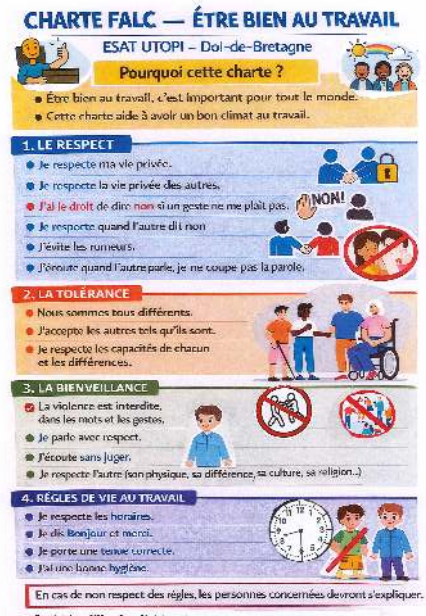 CHARTE FALC — ÊTRE BIEN AU TRAVAIL
ESAT UTOPI – Dol-de-Bretagne
Pourquoi cette charte ?
• Être bien au travail, c'est important pour tout le monde.
• Cette charte aide à avoir un bon climat au travail.
1. LE RESPECT
• Je respecte ma vie privée.
• Je respecte la vie privée des autres.
• J'ai le droit de dire non si un geste ne me plait pas.
NON!
• Je respecte quand l'autre dit non
• J'évite les rumeurs.
• J'écoute quand l'autre parle, je ne coupe pas la parole.
2. LA TOLÉRANCE
• Nous sommes tous différents.
• J'accepte les autres tels qu'ils sont.
• Je respecte les capacités de chacun
et les différences.
3. LA BIENVEILLANCE
La violence est interdite,
dans les mots et les gestes.
• Je parle avec respect.
• J'écoute sans juger.
• Je respecte l'autre (son physique, sa différence, sa culture, sa religion...)
4. RÈGLES DE VIE AU TRAVAIL
• Je respecte les horaires.
• Je dis Bonjour et merci.
• Je porte une tenue correcte.
• J'ai une bonne hygiène.
12
En cas de non respect des règles, les personnes concernées devront s'expliquer.